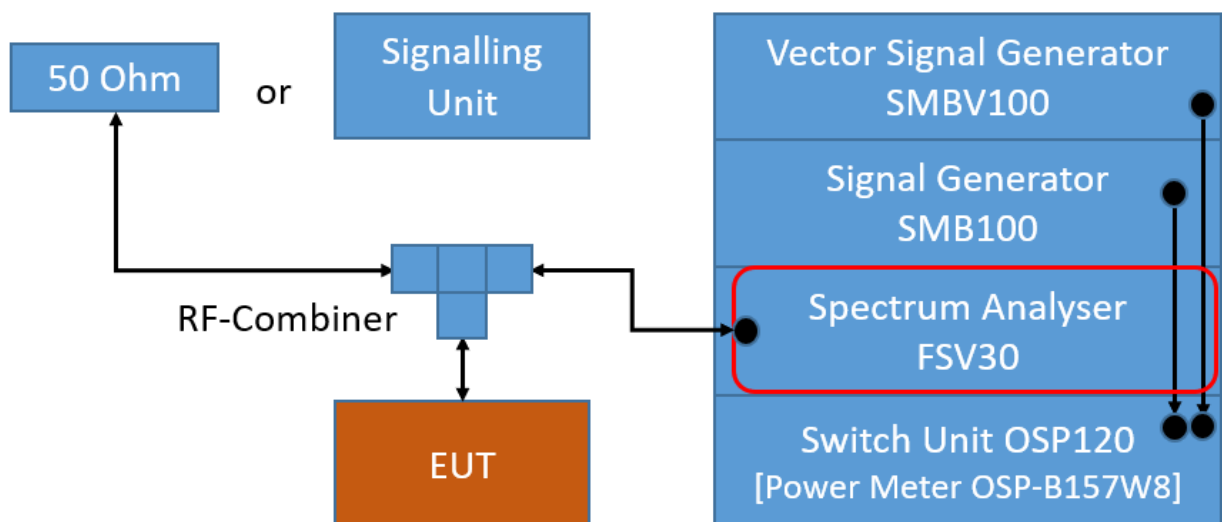 50 Ohm
or
Signalling
Unit
Vector Signal Generator
SMBV100
Signal Generator
SMB100
RF-Combiner
Spectrum Analyser
FSV30
EUT
Switch Unit OSP120
[Power Meter OSP-B157W8]